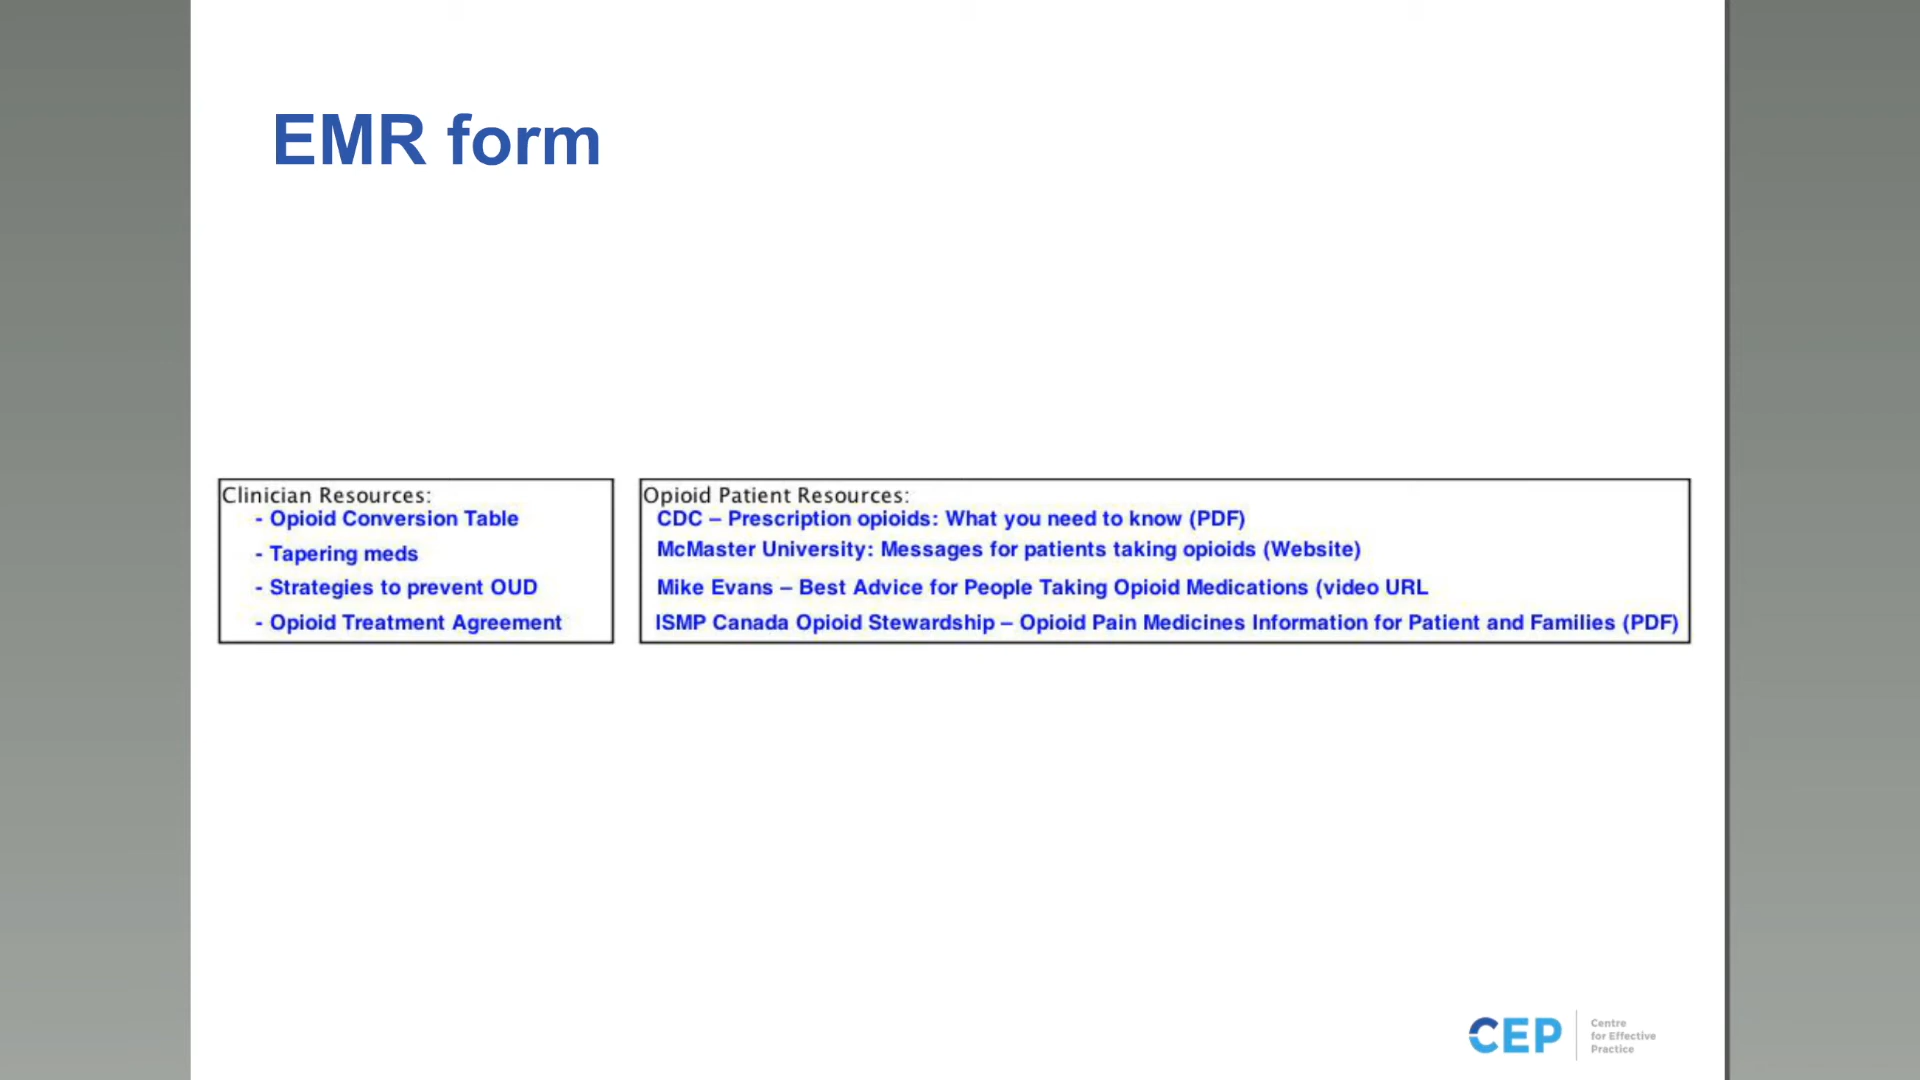 EMR form
Clinician Resources:
- Opioid Conversion Table
- Tapering meds
- Strategies to prevent OUD
- Opioid Treatment Agreement
Opioid Patient Resources:
CDC – Prescription opioids: What you need to know (PDF)
McMaster University: Messages for patients taking opioids (Website)
Mike Evans – Best Advice for People Taking Opioid Medications (video URL
ISMP Canada Opioid Stewardship – Opioid Pain Medicines Information for Patient and Families (PDF)
CEP
Centre
for Effective
Practice